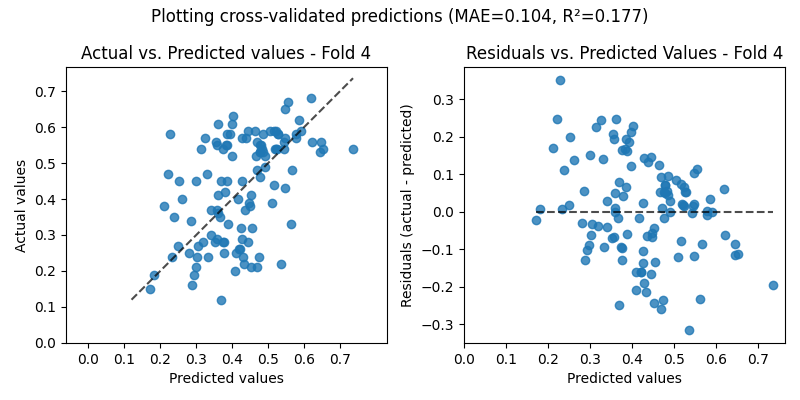 Plotting cross-validated predictions (MAE=0.104, R²=0.177)
Actual vs. Predicted values - Fold 4
Actual values
0.7
0.6
0.5
0.4
0.3
0.2
0.1
0.0
0.0 0.1 0.2 0.3 0.4 0.5 0.6 0.7
Predicted values
Residuals vs. Predicted Values - Fold 4
Residuals (actual - predicted)
0.3
0.2
0.1
0.0
−0.1
−0.2
−0.3
0.0 0.1 0.2 0.3 0.4 0.5 0.6 0.7
Predicted values